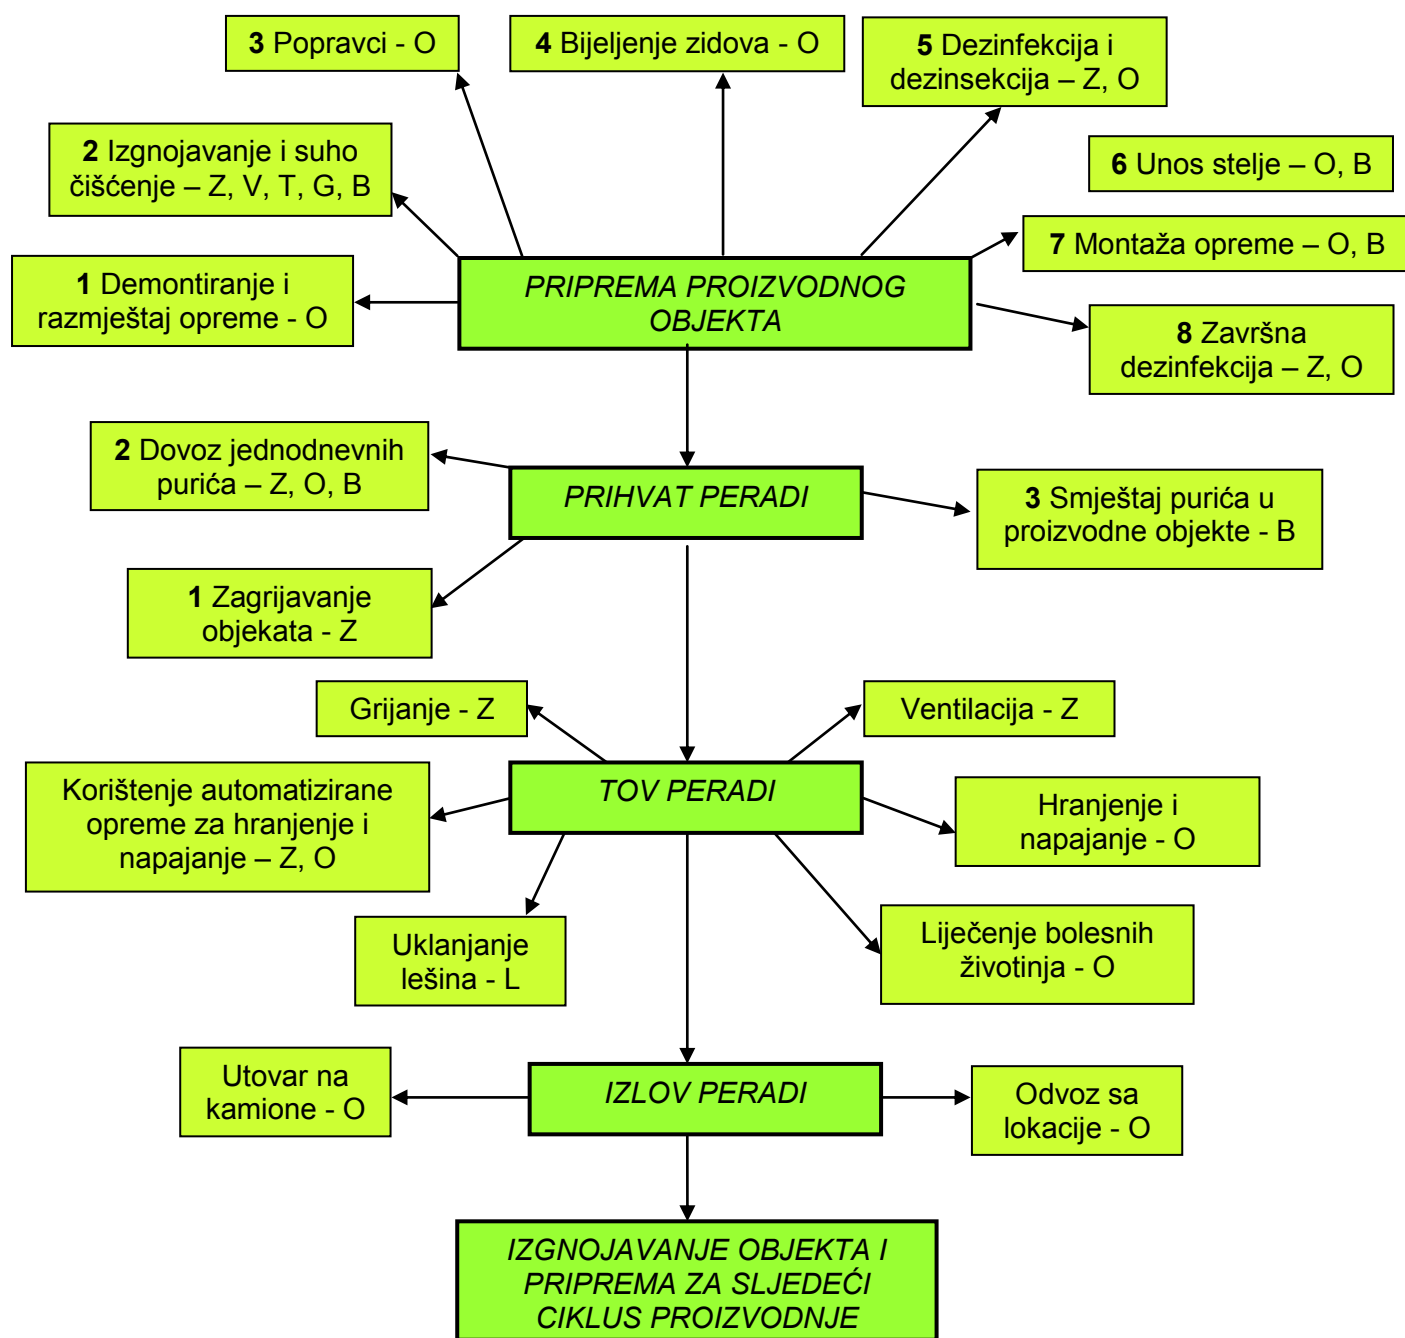 3 Popravci - O
4 Bijeljenje zidova - O
5 Dezinfekcija i
dezinsekcija – Z, O
2 Izgnojavanje i suho
čišćenje – Z, V, T, G, B
6 Unos stelje – O, B
7 Montaža opreme – O, B
1 Demontiranje i
razmještaj opreme - O
PRIPREMA PROIZVODNOG
OBJEKTA
8 Završna
dezinfekcija – Z, O
2 Dovoz jednodnevnih
purića – Z, O, B
PRIHVAT PERADI
3 Smještaj purića u
proizvodne objekte - B
1 Zagrijavanje
objekata - Z
Grijanje - Z
Ventilacija - Z
Korištenje automatizirane
opreme za hranjenje i
napajanje – Z, O
TOV PERADI
Hranjenje i
napajanje - O
Uklanjanje
lešina - L
Liječenje bolesnih
životinja - O
Utovar na
kamione - O
IZLOV PERADI
Odvoz sa
lokacije - O
IZGNOJAVANJE OBJEKTA I
PRIPREMA ZA SLJEDEĆI
CIKLUS PROIZVODNJE